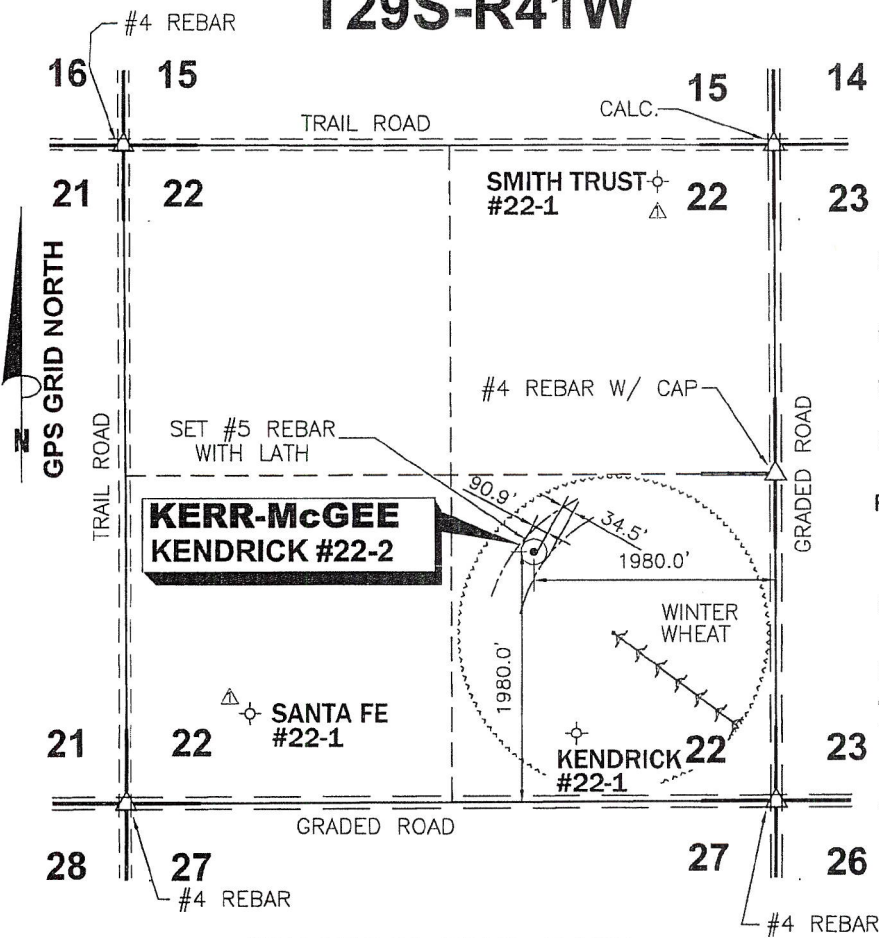 T29S-R41W
#4 REBAR
16 15
15 14
CALC.
TRAIL ROAD
21 22
SMITH TRUST
#22-1
22 23
GPS GRID NORTH
N
#4 REBAR W/ CAP
SET #5 REBAR
WITH LATH
TRAIL ROAD
GRADED ROAD
90.9'
34.5'
KERR-McGEE
KENDRICK #22-2
1980.0'
WINTER
WHEAT
1980.0'
SANTA FE
#22-1
21 22
KENDRICK
#22-1
22 23
GRADED ROAD
28 27
27 26
#4 REBAR
#4 REBAR